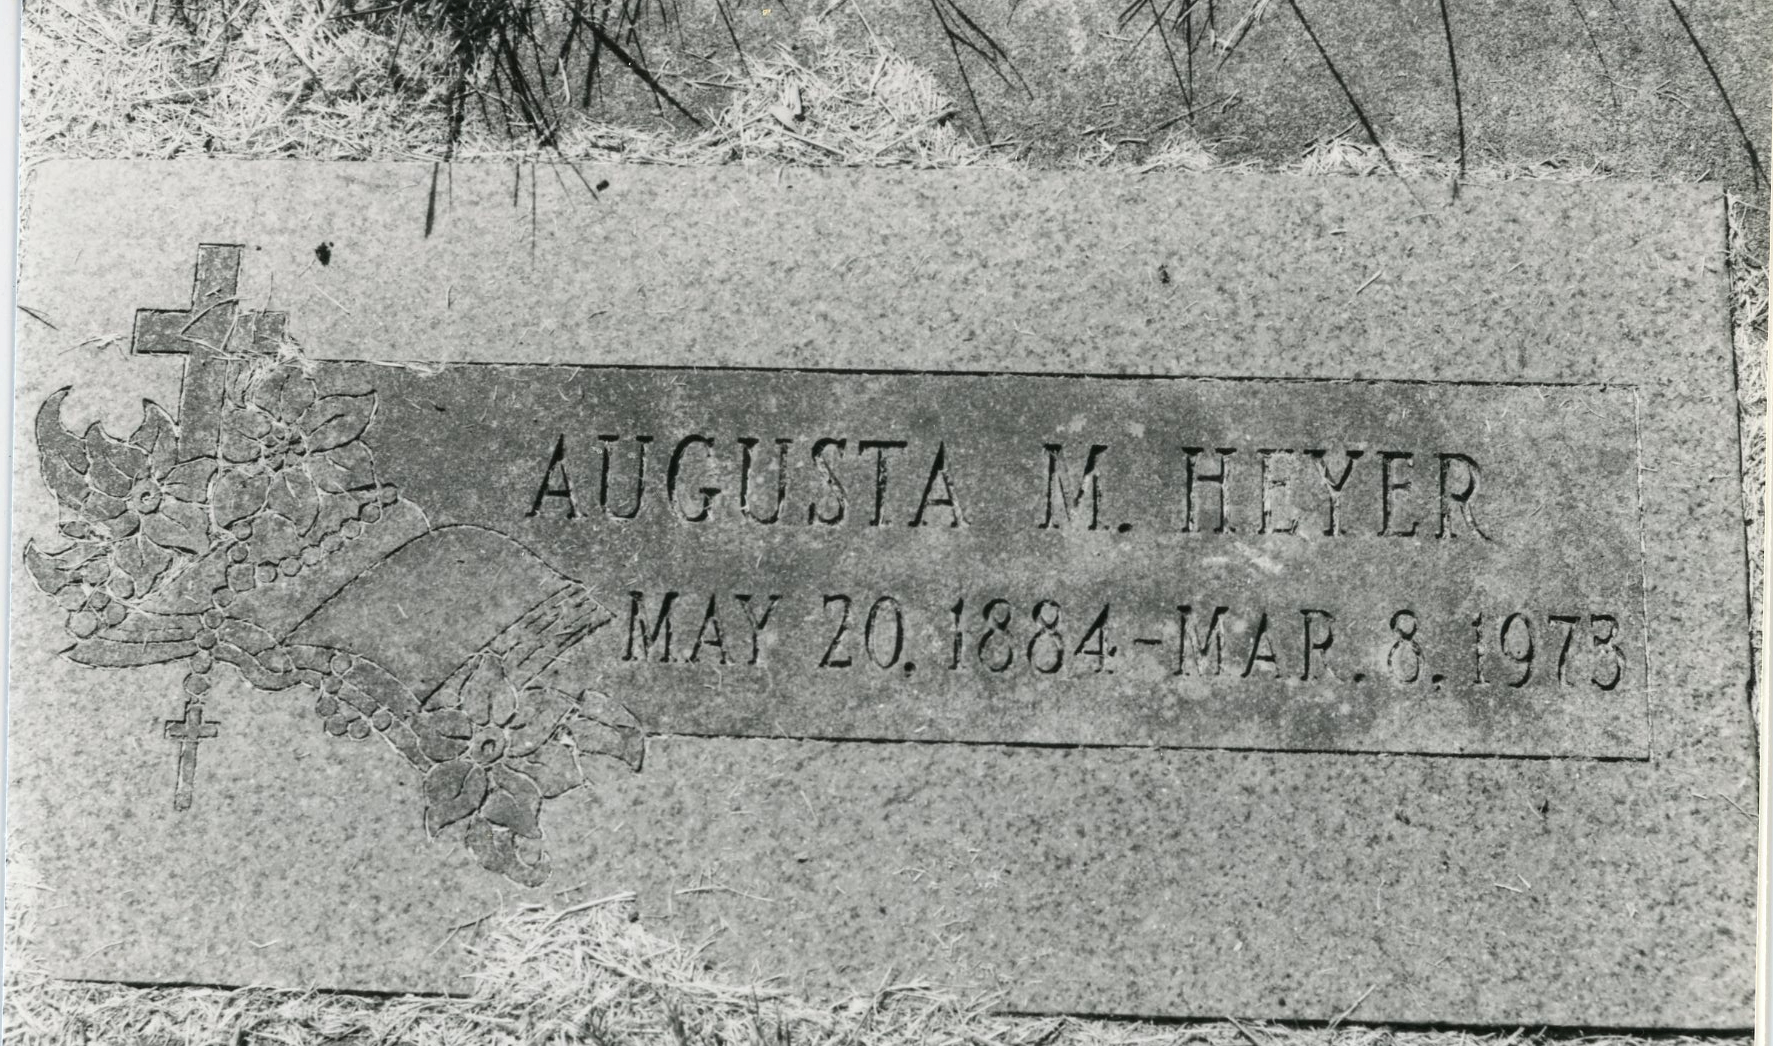 AUGUSTA M. HEYER
MAY 20. 1884-MAR. 8. 1973